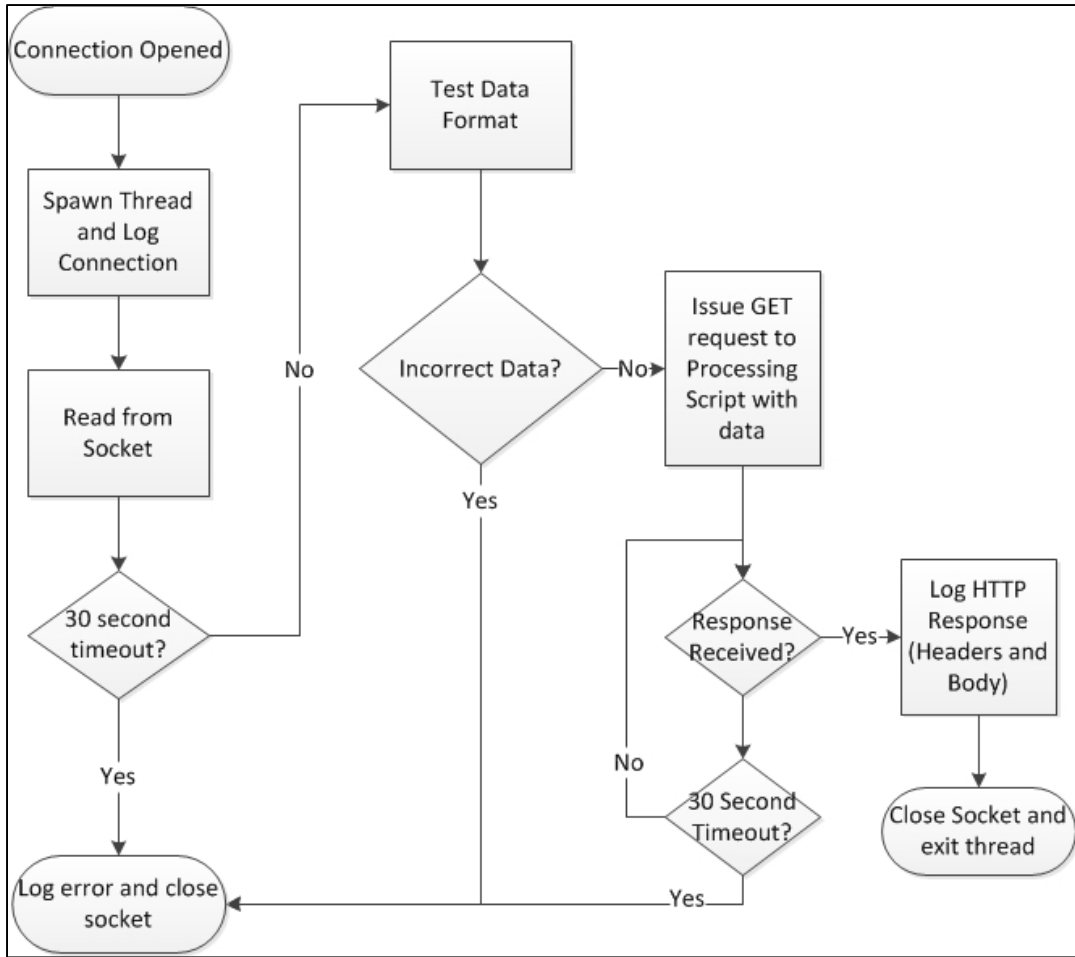 Connection Opened
Spawn Thread
and Log
Connection
Read from
Socket
30 second
timeout?
Yes
Log error and close
socket
No
Test Data
Format
Incorrect Data?
No
Yes
Issue GET
request to
Processing
Script with
data
Response
Received?
Yes
No
30 Second
Timeout?
Yes
Log HTTP
Response
(Headers and
Body)
Close Socket and
exit thread